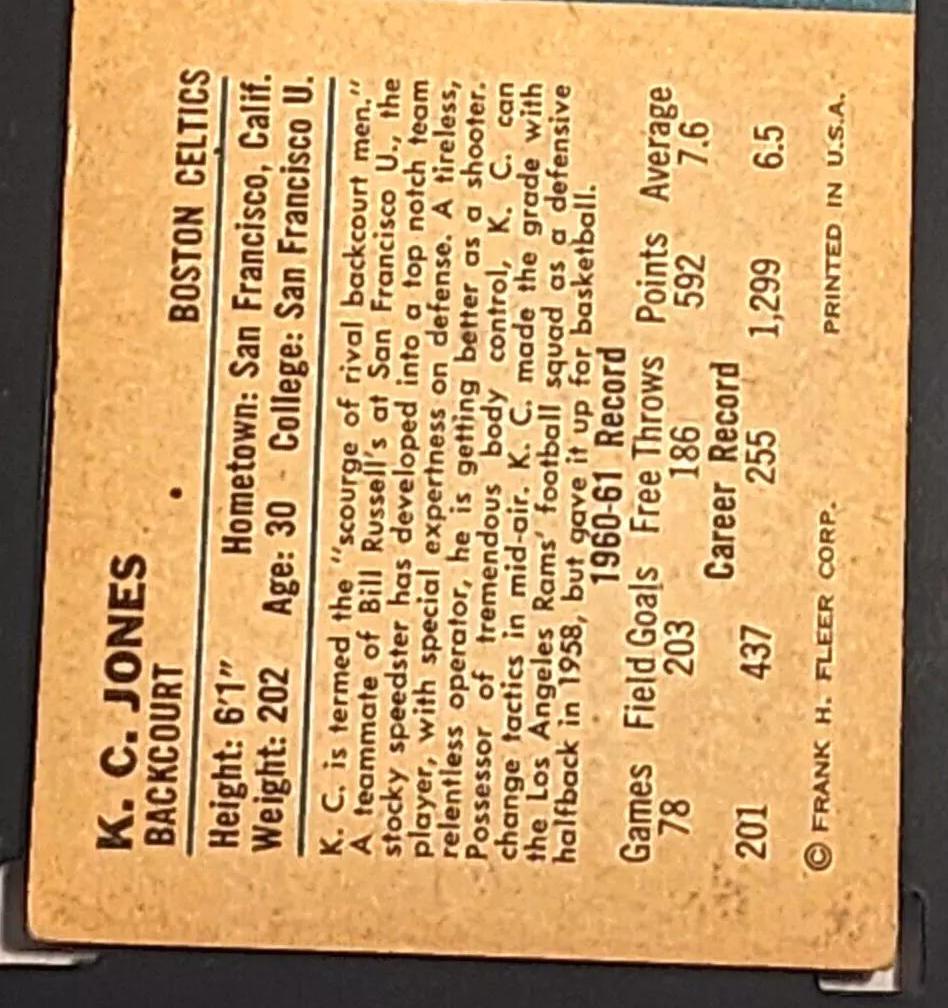 K. C. JONES
BACKCOURT BOSTON CELTICS
Height: 6'1" Hometown: San Francisco, Calif.
Weight: 202 Age: 30 College: San Francisco U.
K. C. is termed the "scourge of rival backcourt men."
A teammate of Bill Russell's at San Francisco U., the
stocky speedster has developed into a top notch team
player, with special expertness on defense. A tireless,
relentless operator, he is getting better as a shooter.
Possessor of tremendous body control, K. C. can
change tactics in mid-air. K. C. made the grade with
the Los Angeles Rams' football squad as a defensive
halfback in 1958, but gave it up for basketball.
1960-61 Record
Games Field Goals Free Throws Points Average
78 203 186 592 7.6
Career Record
201 437 255 1,299 6.5
© FRANK H. FLEER CORP. PRINTED IN U.S.A.